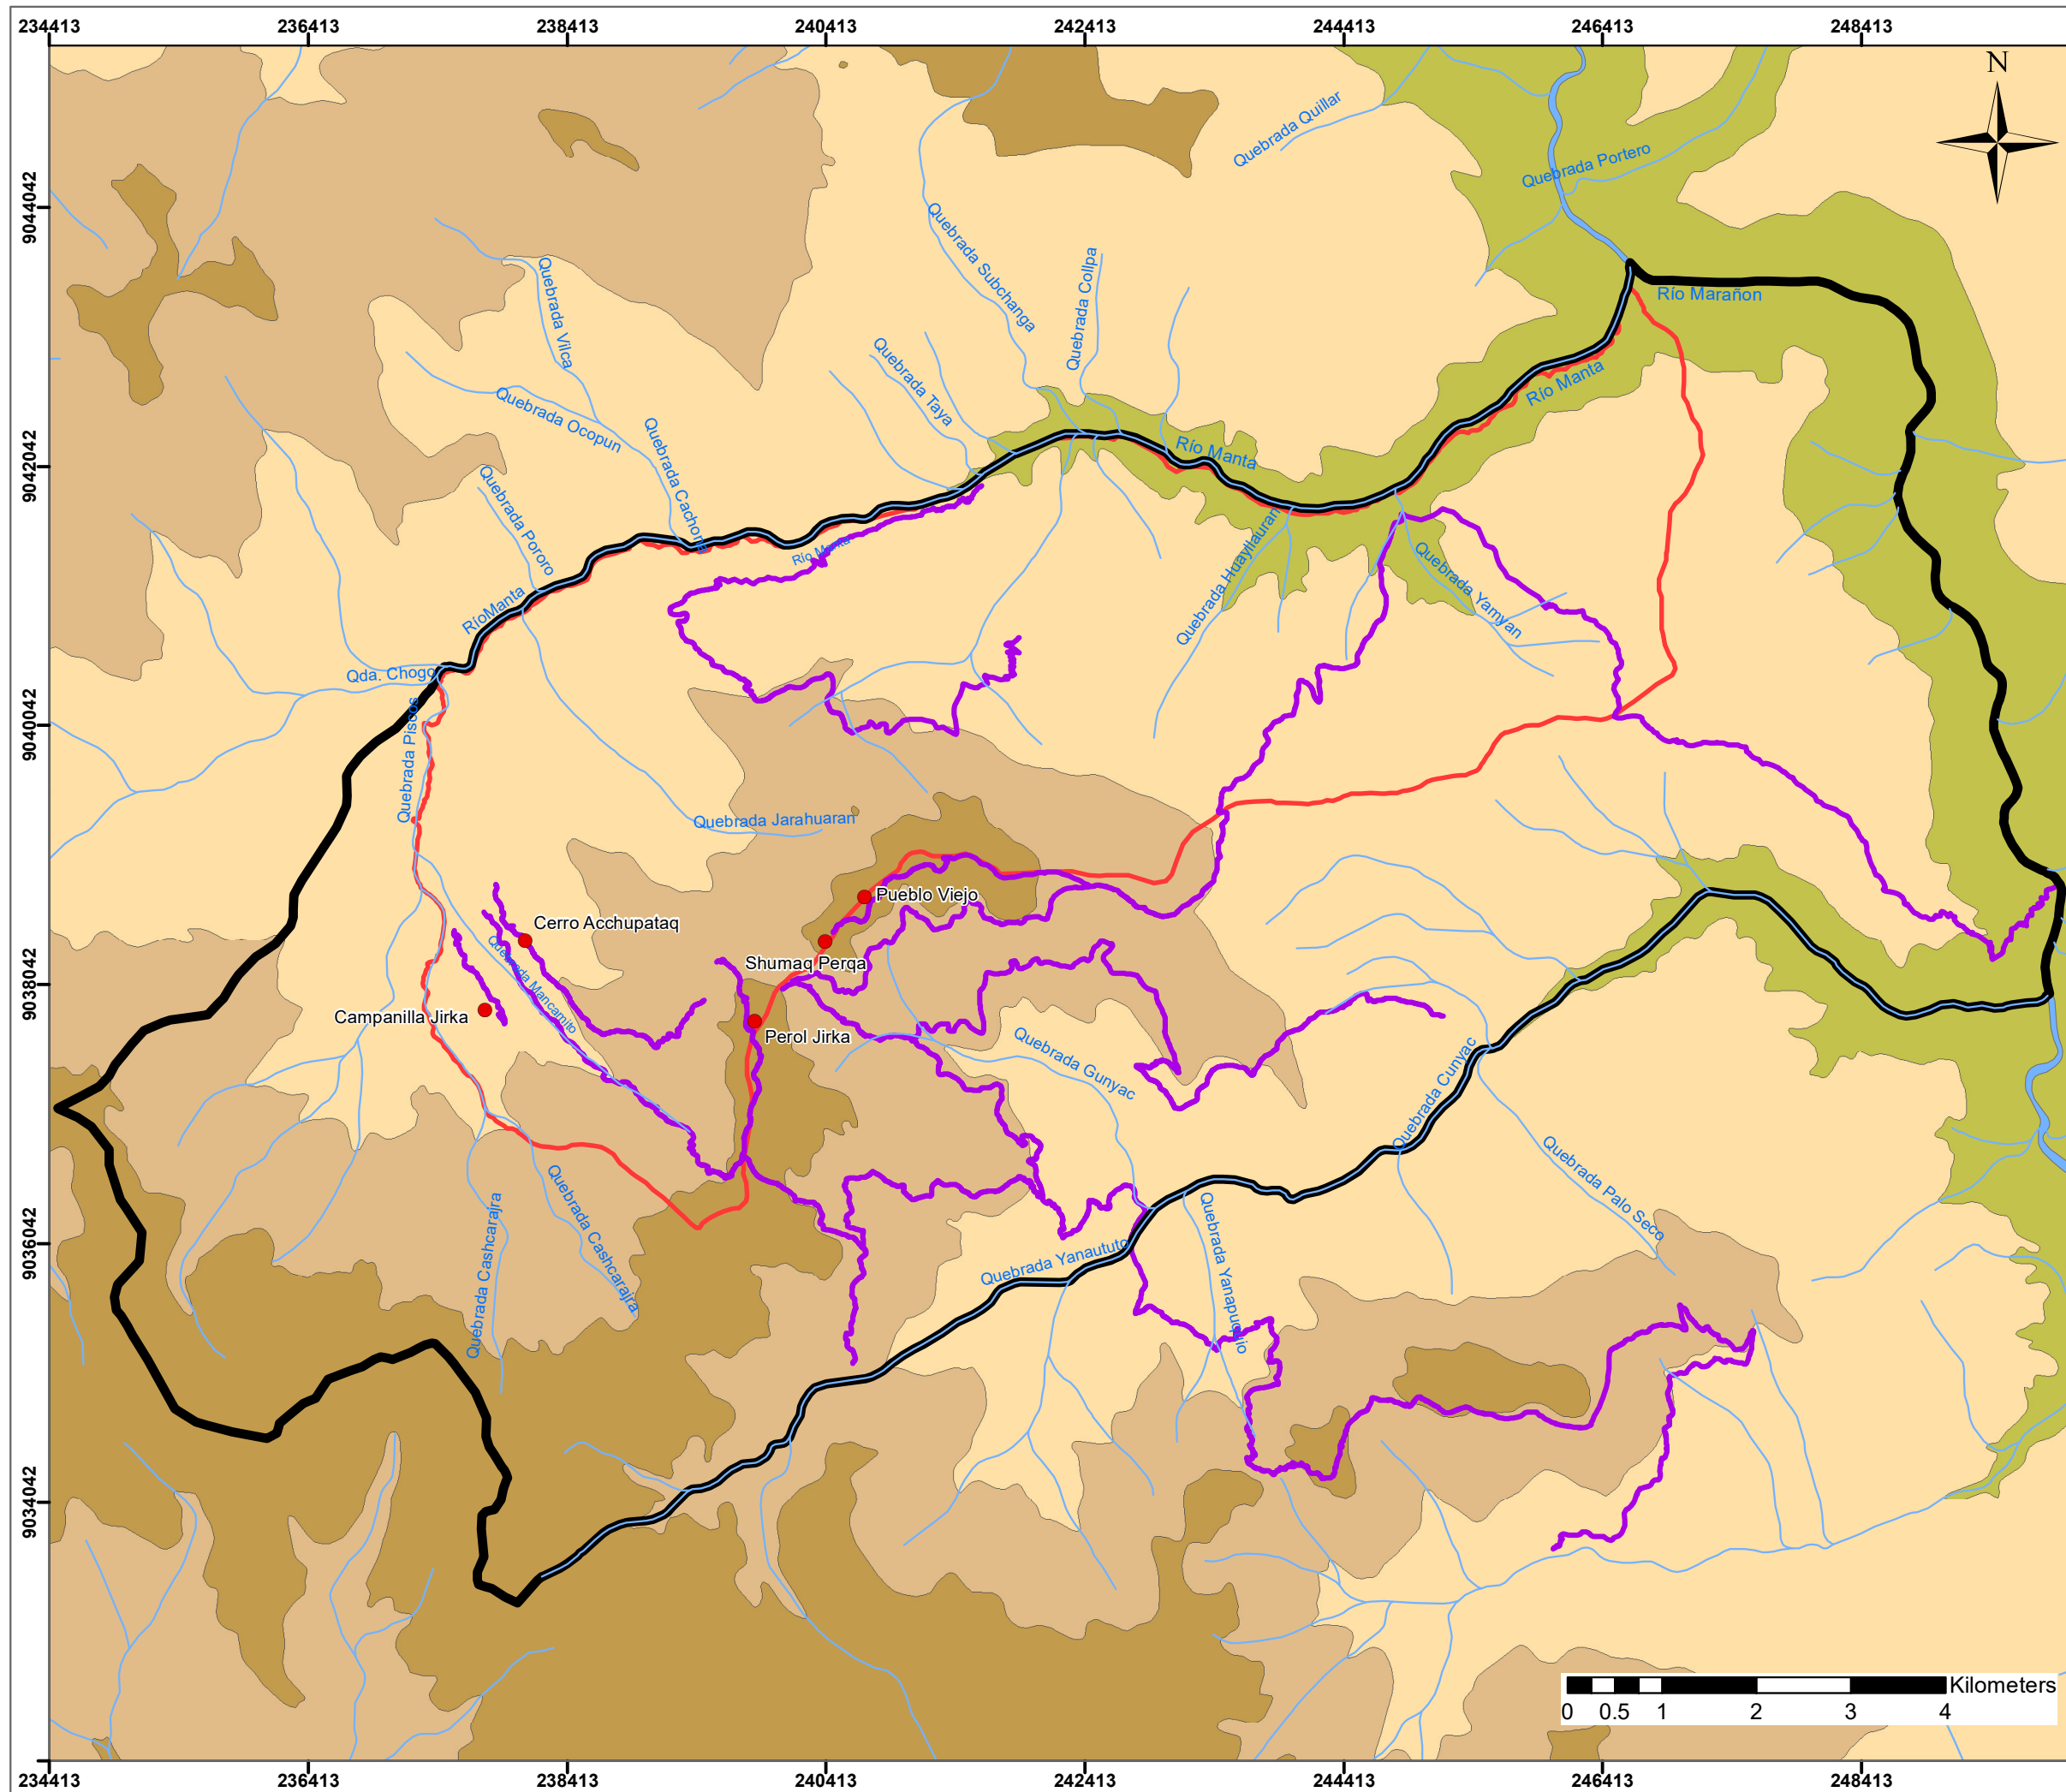 234413 236413 238413 240413 242413 244413 246413 248413
N
Quebrada Quillar
Quebrada Portero
9044042
Quebrada Subchanga
Quebrada Collpa
Quebrada Vilca
Río Marañon
Quebrada Taya
Río Manta
Quebrada Ocopun
Quebrada Cachora
Río Manta
9042042
Quebrada Pororo
Río Manta
Quebrada Huayllauran
Quebrada Yamyan
RíoManta
Qda. Chogo
Quebrada Piscos
9040042
Quebrada Jarahuaran
Pueblo Viejo
Cerro Acchupataq
Quebrada Mancamito
Shumaq Perqa
9038042
Campanilla Jirka
Perol Jirka
Quebrada Gunyac
Quebrada Cunyac
Quebrada Palo Seco
Quebrada Cashcarajra
Quebrada Cashcarajra
Quebrada Yanaututo
Quebrada Yanapuquio
9036042
9034042
Kilometers
0 0.5 1 2 3 4
234413 236413 238413 240413 242413 244413 246413 248413